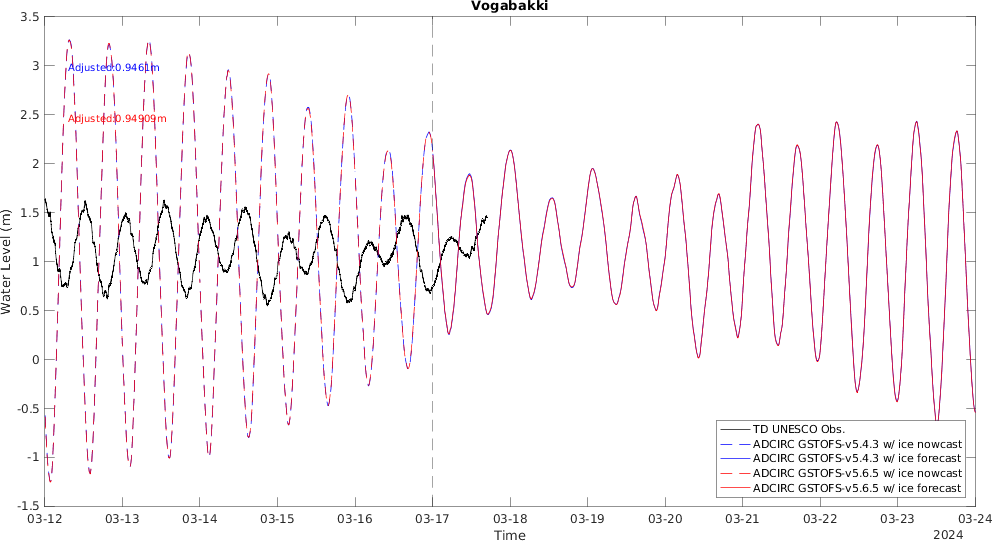 Vogabakki
3.5
3
2.5
2
1.5
1
0.5
0
-0.5
-1
-1.5
Water Level (m)
Adjusted:0.9461m
Adjusted:0.94909m
TD UNESCO Obs.
ADCIRC GSTOFS-v5.4.3 w/ ice nowcast
ADCIRC GSTOFS-v5.4.3 w/ ice forecast
ADCIRC GSTOFS-v5.6.5 w/ ice nowcast
ADCIRC GSTOFS-v5.6.5 w/ ice forecast
03-12 03-13 03-14 03-15 03-16 03-17 03-18 03-19 03-20 03-21 03-22 03-23 03-24
Time
2024